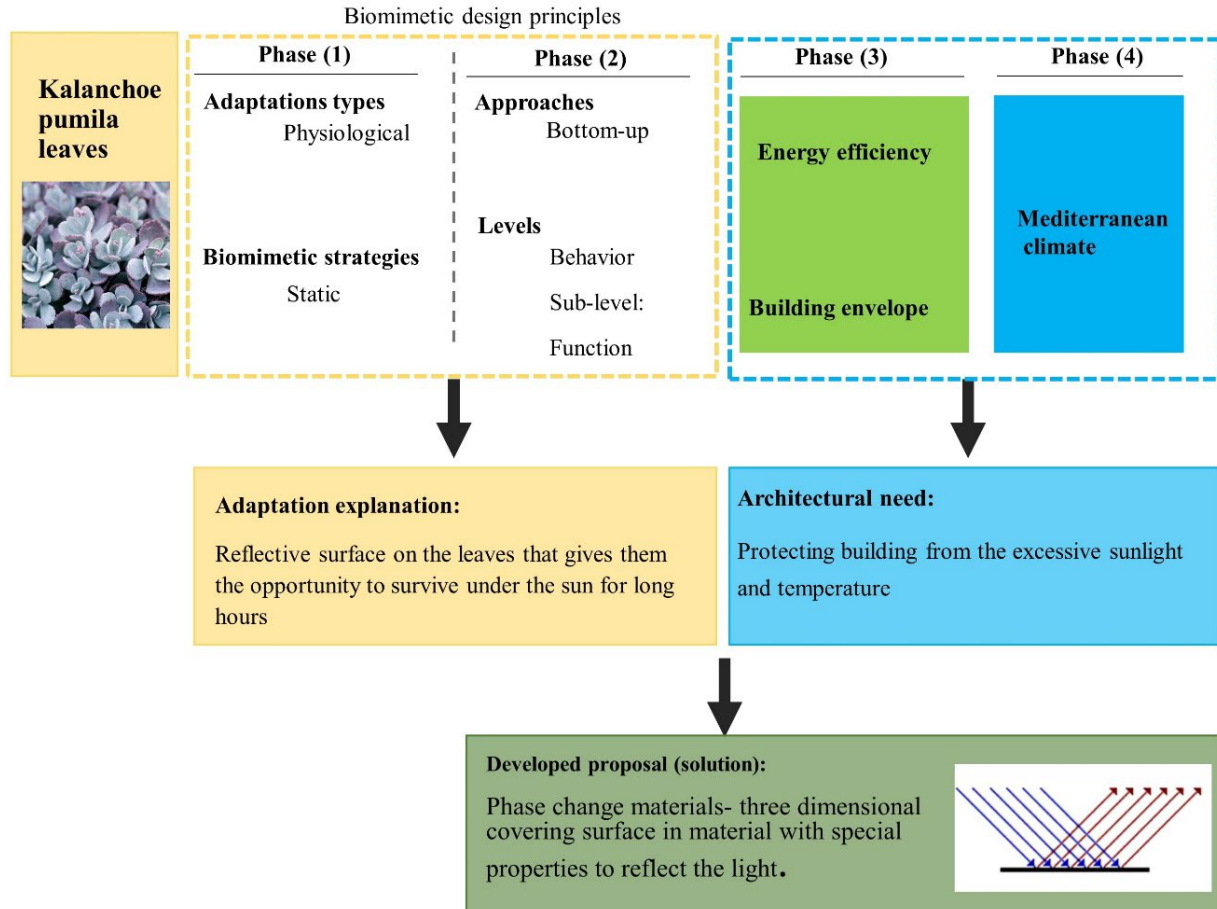 Biomimetic design principles
Kalanchoe
pumila
leaves
Phase (1)
Adaptations types
Physiological
Biomimetic strategies
Static
Phase (2)
Approaches
Bottom-up
Levels
Behavior
Sub-level:
Function
Phase (3)
Energy efficiency
Building envelope
Phase (4)
Mediterranean
climate
Adaptation explanation:
Reflective surface on the leaves that gives them
the opportunity to survive under the sun for long
hours
Architectural need:
Protecting building from the excessive sunlight
and temperature
Developed proposal (solution):
Phase change materials- three dimensional
covering surface in material with special
properties to reflect the light.